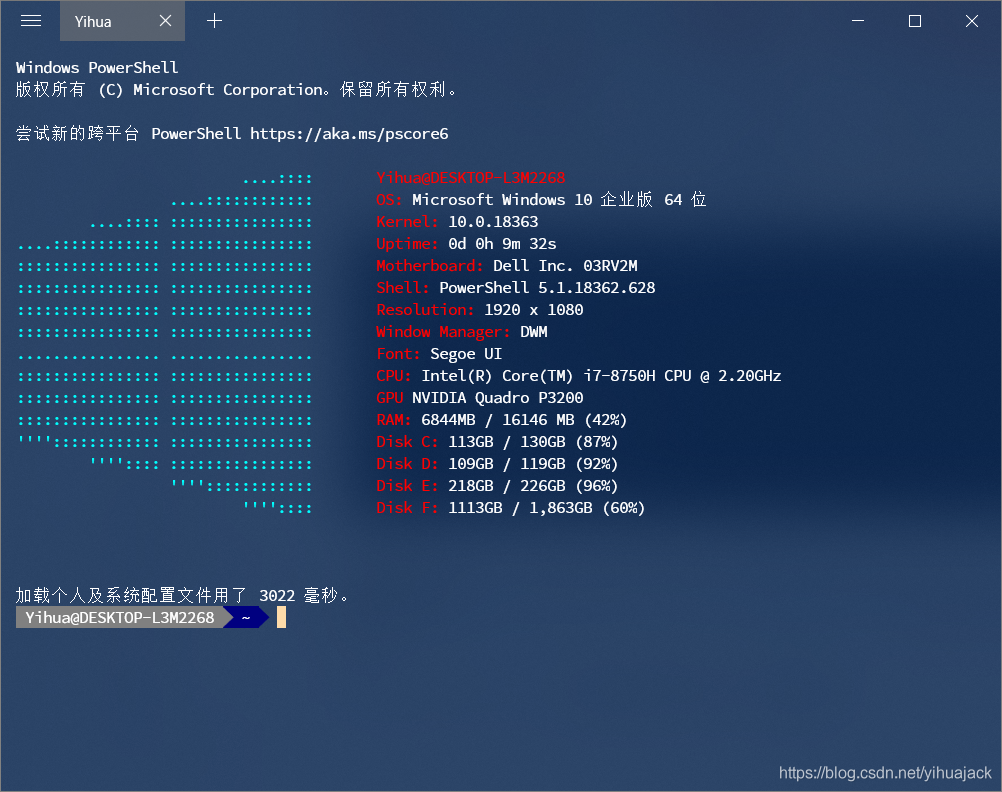 Yihua
Windows PowerShell
版权所有 (C) Microsoft Corporation。保留所有权利。
尝试新的跨平台 PowerShell https://aka.ms/pscore6
Yihua@DESKTOP-L3M2268
OS: Microsoft Windows 10 企业版 64 位
Kernel: 10.0.18363
Uptime: 0d 0h 9m 32s
Motherboard: Dell Inc. 03RV2M
Shell: PowerShell 5.1.18362.628
Resolution: 1920 x 1080
Window Manager: DWM
Font: Segoe UI
CPU: Intel(R) Core(TM) i7-8750H CPU @ 2.20GHz
GPU NVIDIA Quadro P3200
RAM: 6844MB / 16146 MB (42%)
Disk C: 113GB / 130GB (87%)
Disk D: 109GB / 119GB (92%)
Disk E: 218GB / 226GB (96%)
Disk F: 1113GB / 1,863GB (60%)
加载个人及系统配置文件用了 3022 毫秒。
Yihua@DESKTOP-L3M2268 ~
https://blog.csdn.net/yihuajack